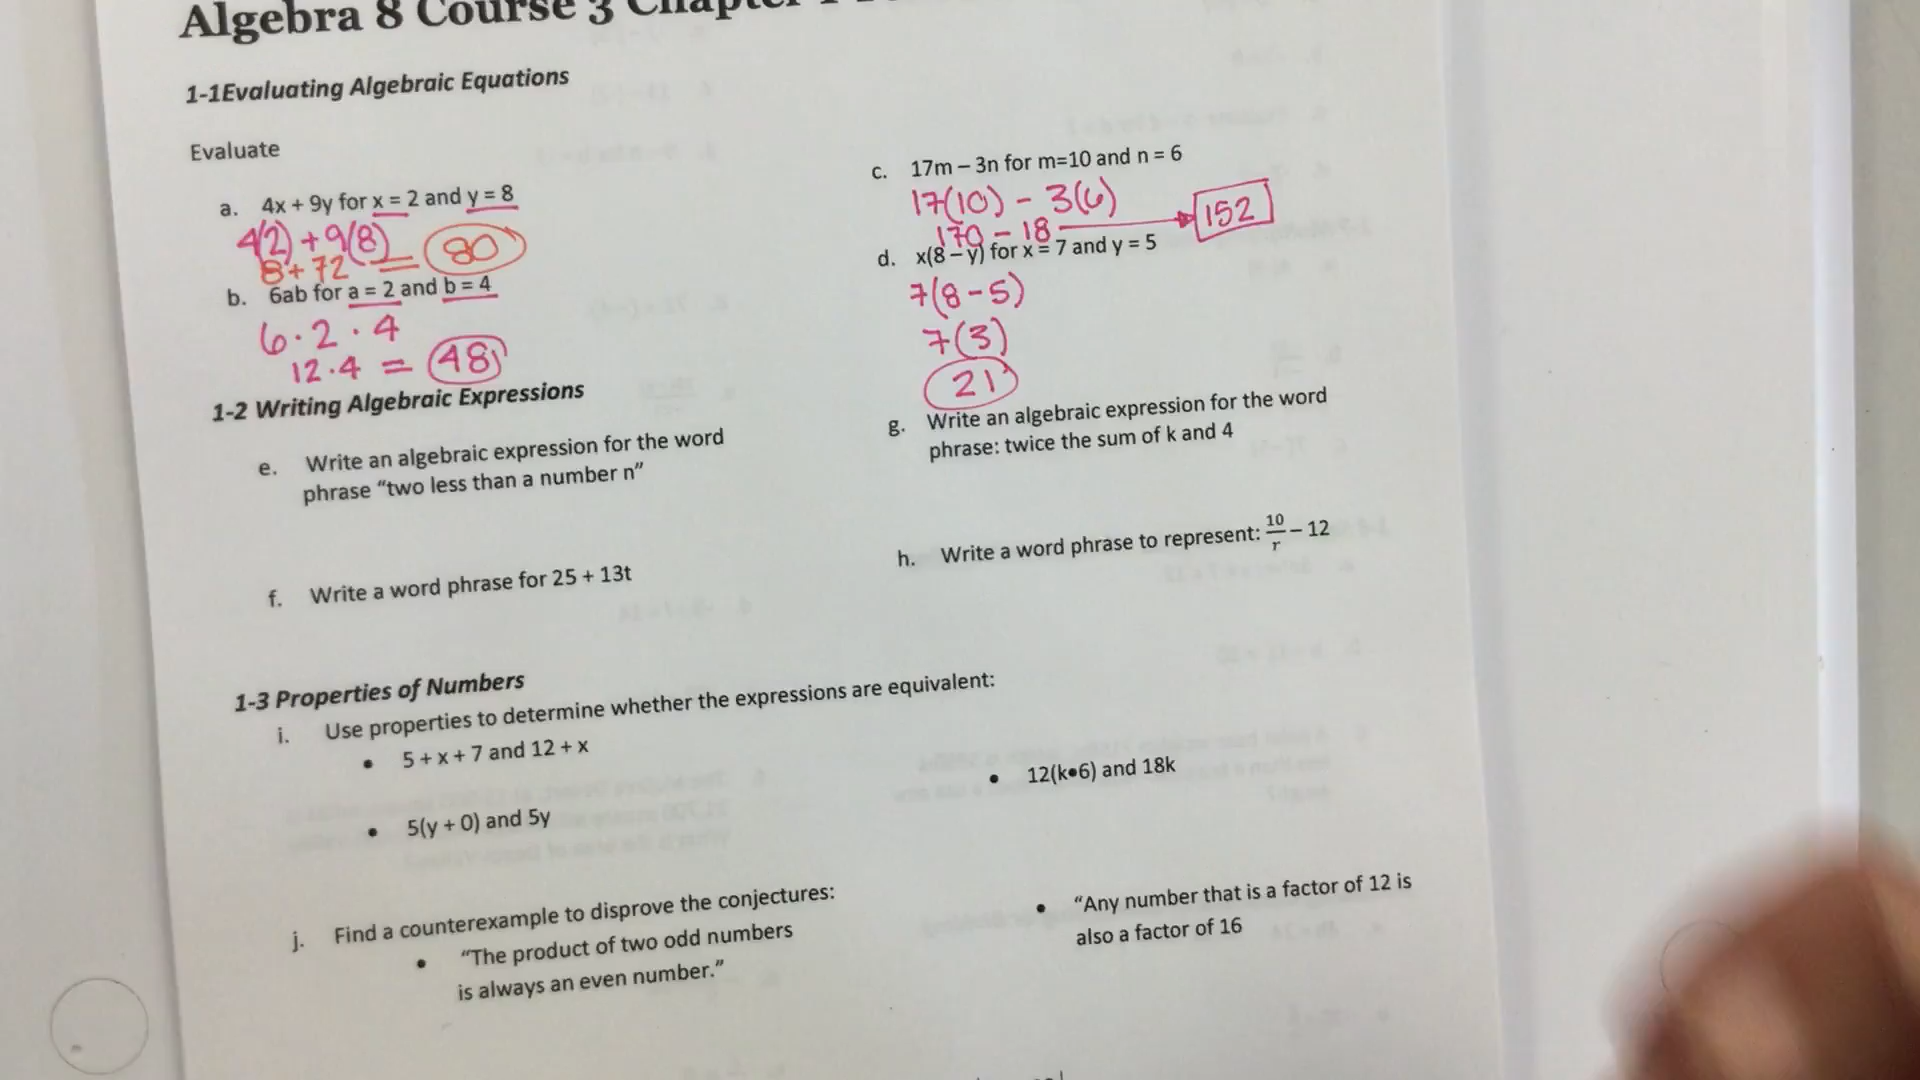 Algebra 8 Course 3
1-1Evaluating Algebraic Equations
Evaluate
a. 4x + 9y for x = 2 and y = 8
4(2) + 9(8)
8 + 72 = 80
b. 6ab for a = 2 and b = 4
6 · 2 · 4
12 · 4 = 48
c. 17m – 3n for m=10 and n = 6
17(10) - 3(6)
170 - 18 → 152
d. x(8 – y) for x = 7 and y = 5
7(8-5)
7(3)
21
1-2 Writing Algebraic Expressions
e. Write an algebraic expression for the word
phrase “two less than a number n”
f. Write a word phrase for 25 + 13t
g. Write an algebraic expression for the word
phrase: twice the sum of k and 4
h. Write a word phrase to represent: 10/r – 12
1-3 Properties of Numbers
i. Use properties to determine whether the expressions are equivalent:
• 5 + x + 7 and 12 + x
• 5(y + 0) and 5y
• 12(k•6) and 18k
j. Find a counterexample to disprove the conjectures:
• “The product of two odd numbers
is always an even number.”
• “Any number that is a factor of 12 is
also a factor of 16